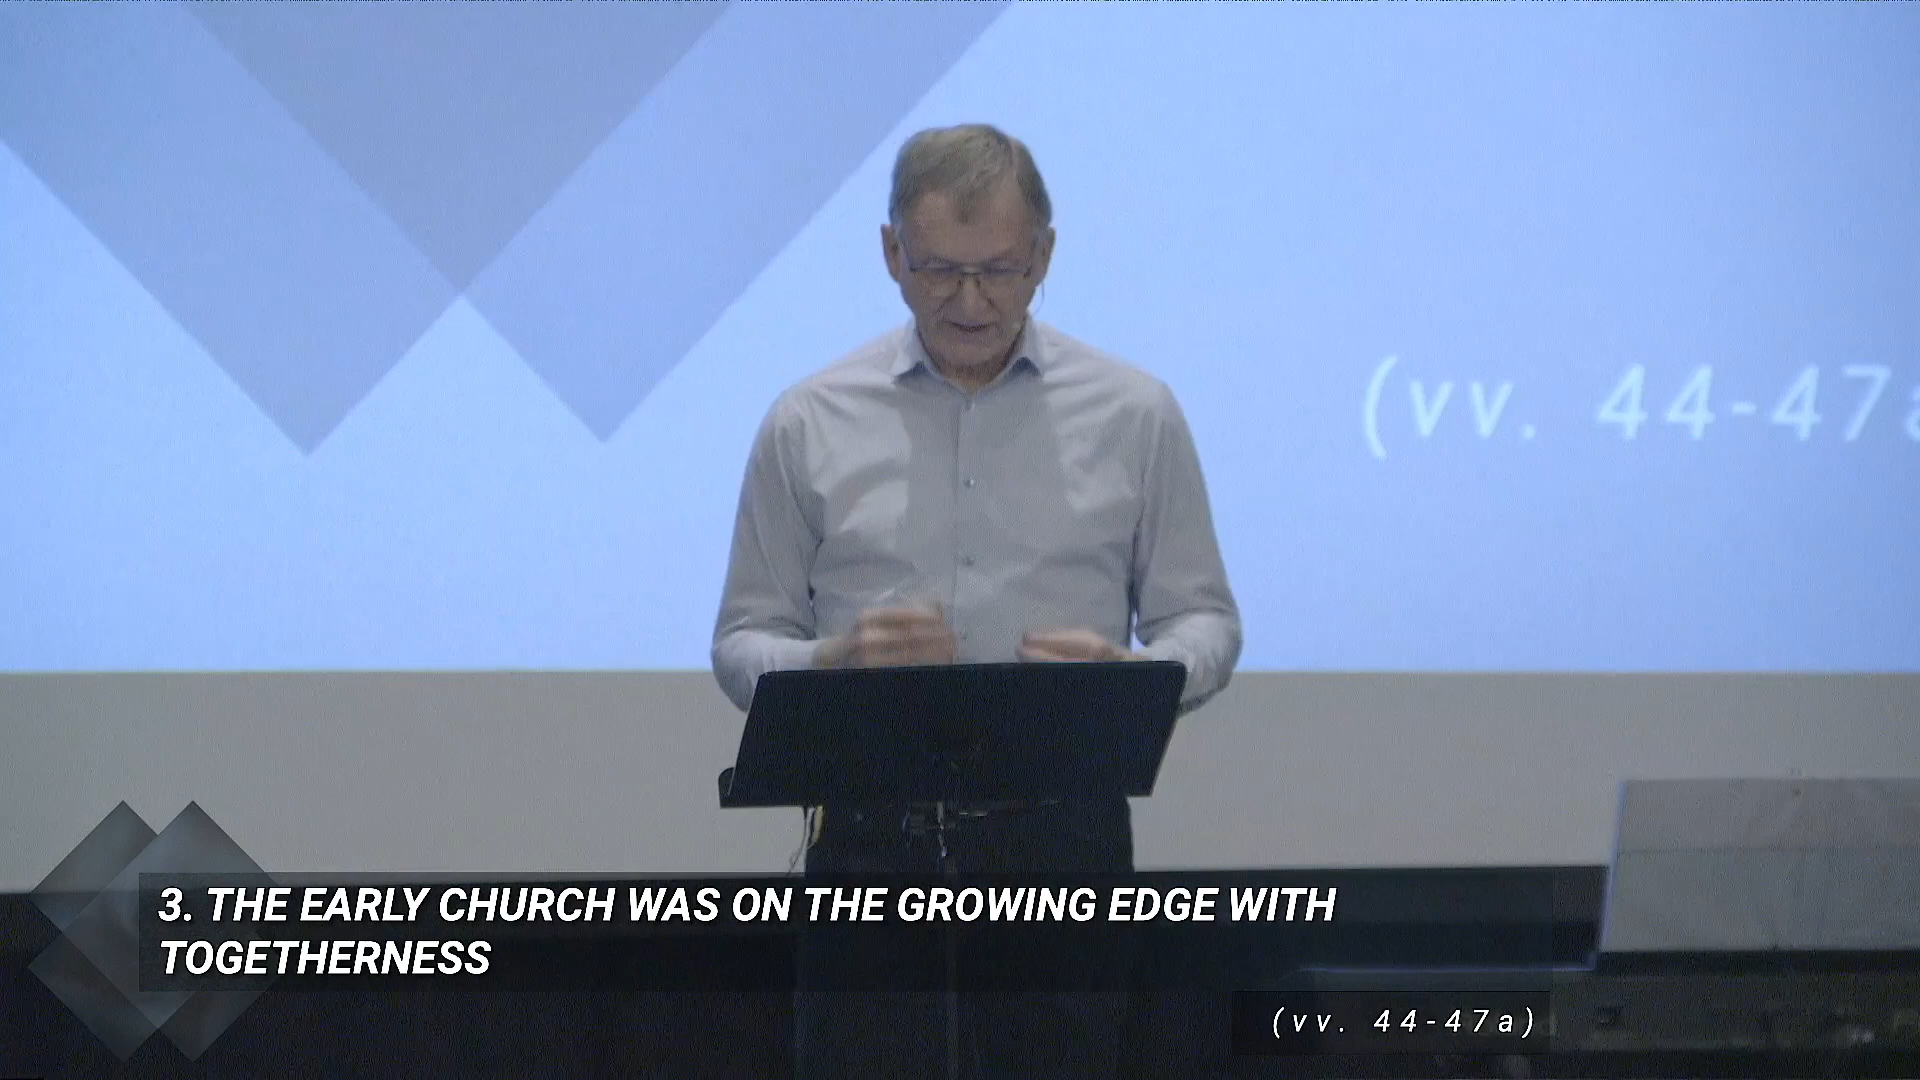 (vv. 44-47a
3. THE EARLY CHURCH WAS ON THE GROWING EDGE WITH
TOGETHERNESS
(vv. 44-47a)